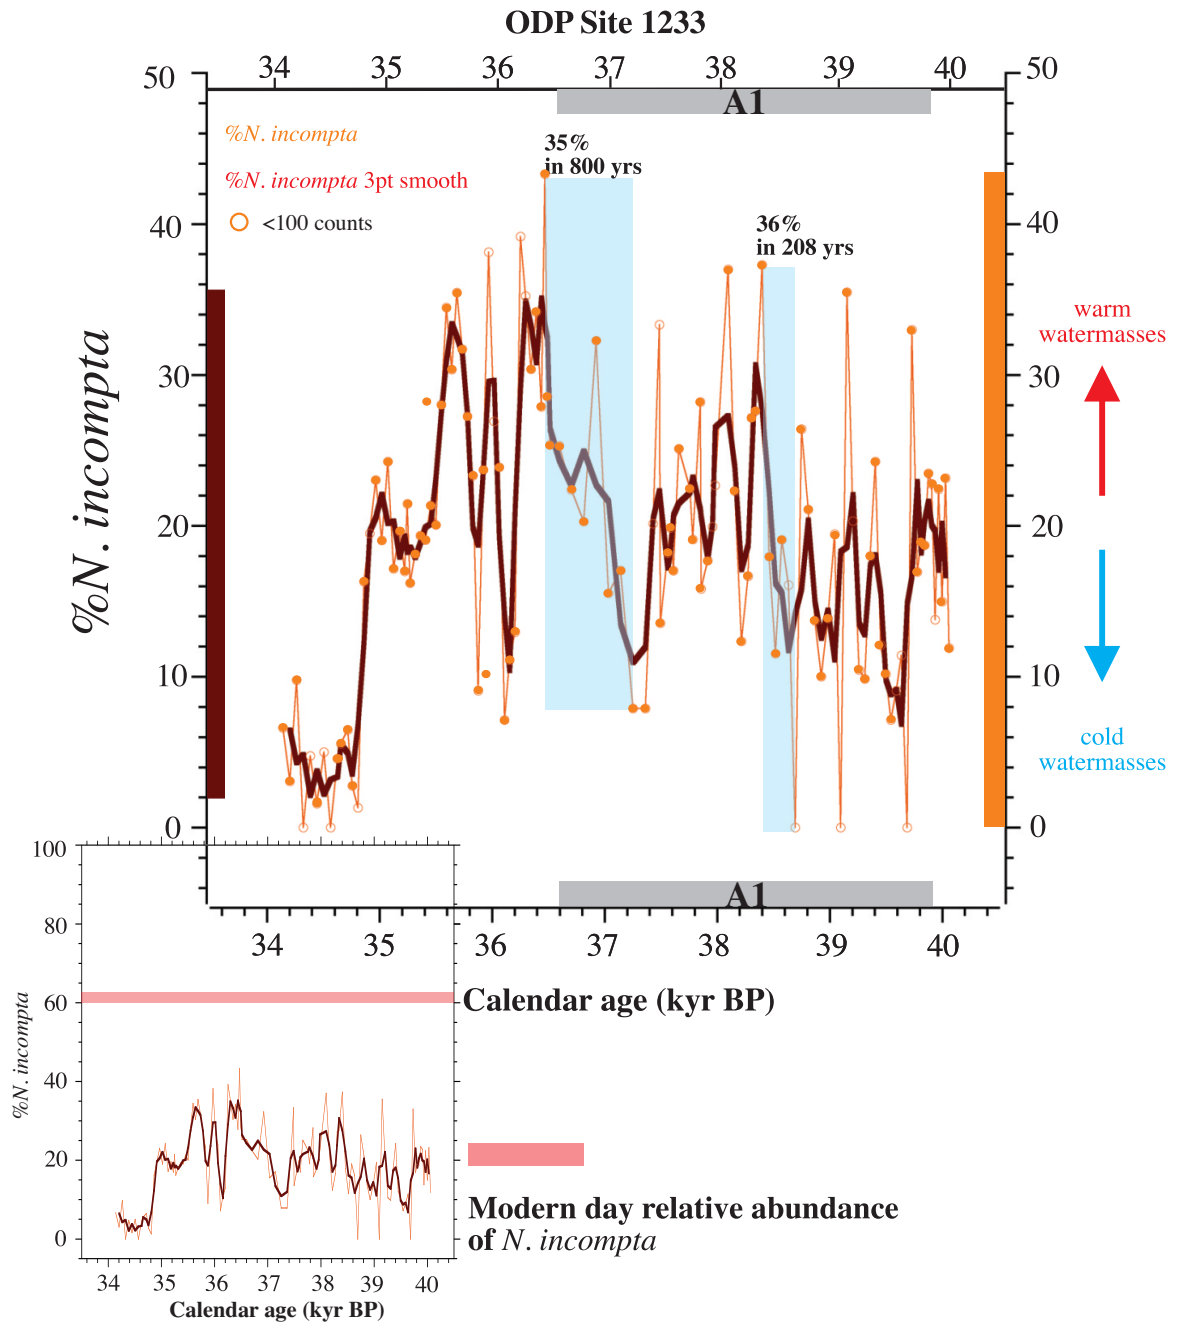 ODP Site 1233
34 35 36 37 38 39 40
50 50
A1
%N. incompta
35%
in 800 yrs
%N. incompta 3pt smooth
<100 counts
36%
in 208 yrs
40 40
warm
watermasses
30 30
%N. incompta
20 20
10 10
cold
watermasses
0 0
A1
34 35 36 37 38 39 40
Calendar age (kyr BP)
100
80
60
40
20
0
%N. incompta
34 35 36 37 38 39 40
Calendar age (kyr BP)
Modern day relative abundance
of N. incompta